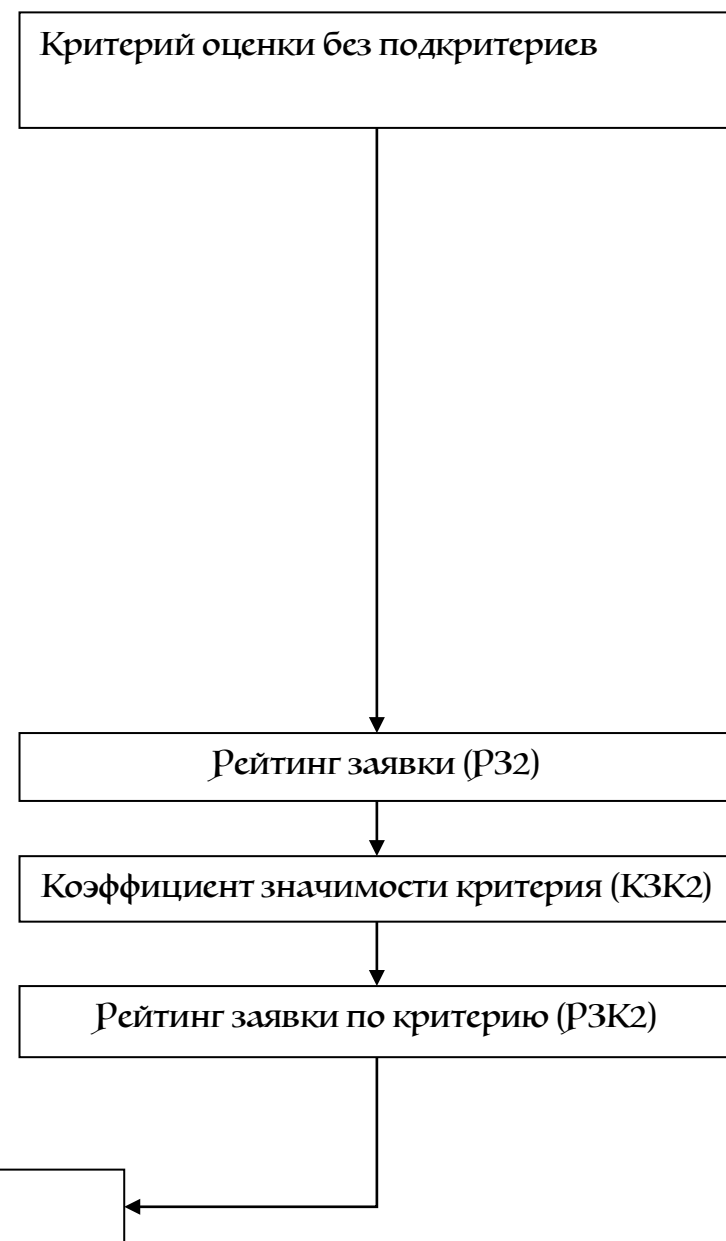 Критерий оценки без подкритериев
Рейтинг заявки (РЗ2)
Коэффициент значимости критерия (КЗК2)
Рейтинг заявки по критерию (РЗК2)